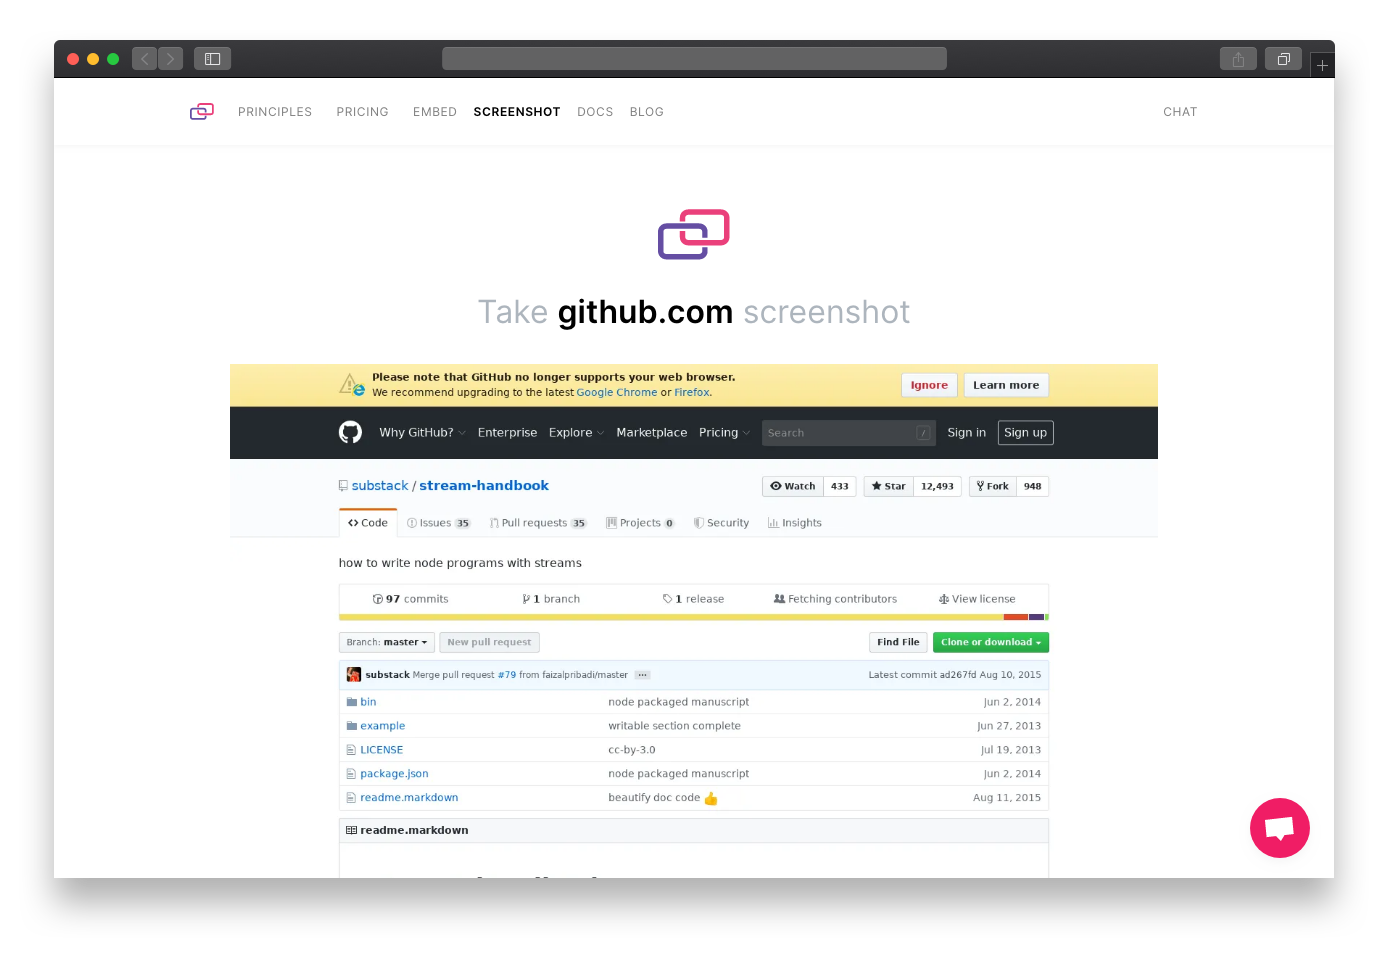 PRINCIPLES PRICING EMBED SCREENSHOT DOCS BLOG CHAT
Take github.com screenshot
Please note that GitHub no longer supports your web browser.
We recommend upgrading to the latest Google Chrome or Firefox.
Ignore Learn more
Why GitHub? Enterprise Explore Marketplace Pricing Search / Sign in Sign up
substack / stream-handbook Watch 433 Star 12,493 Fork 948
Code Issues 35 Pull requests 35 Projects 0 Security Insights
how to write node programs with streams
97 commits 1 branch 1 release Fetching contributors View license
Branch: master New pull request Find File Clone or download
substack Merge pull request #79 from faizalpribadi/master ... Latest commit ad267fd Aug 10, 2015
bin node packaged manuscript Jun 2, 2014
example writable section complete Jun 27, 2013
LICENSE cc-by-3.0 Jul 19, 2013
package.json node packaged manuscript Jun 2, 2014
readme.markdown beautify doc code 👍 Aug 11, 2015
readme.markdown